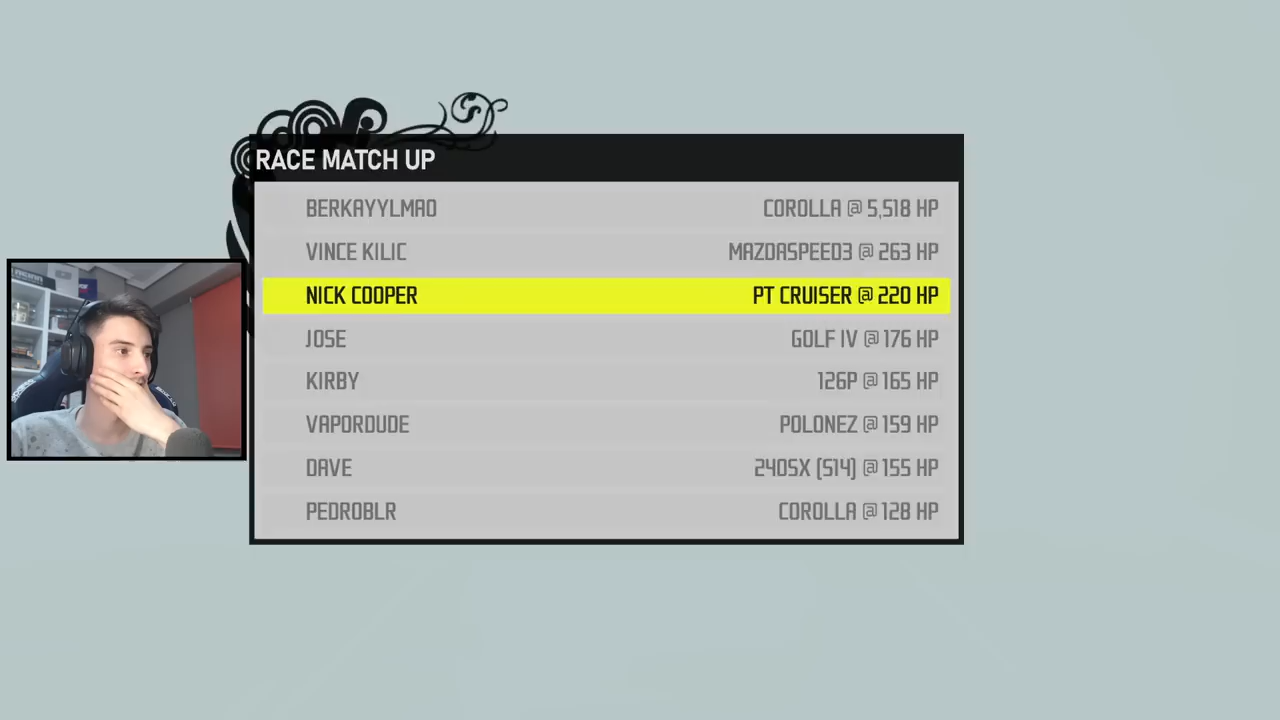 RACE MATCH UP
BERKAYYLMAO COROLLA @ 5,518 HP
VINCE KILIC MAZDASPEED3 @ 263 HP
NICK COOPER PT CRUISER @ 220 HP
JOSE GOLF IV @ 176 HP
KIRBY 126P @ 165 HP
VAPORDUDE POLONEZ @ 159 HP
DAVE 240SX (S14) @ 155 HP
PEDROBLR COROLLA @ 128 HP